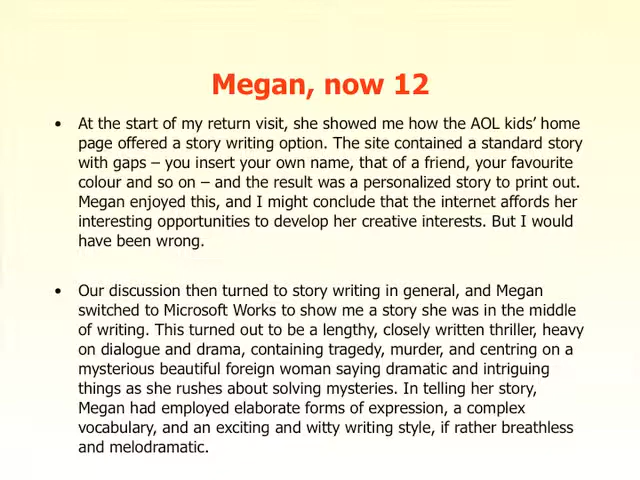 Megan, now 12
• At the start of my return visit, she showed me how the AOL kids’ home
page offered a story writing option. The site contained a standard story
with gaps – you insert your own name, that of a friend, your favourite
colour and so on – and the result was a personalized story to print out.
Megan enjoyed this, and I might conclude that the internet affords her
interesting opportunities to develop her creative interests. But I would
have been wrong.
• Our discussion then turned to story writing in general, and Megan
switched to Microsoft Works to show me a story she was in the middle
of writing. This turned out to be a lengthy, closely written thriller, heavy
on dialogue and drama, containing tragedy, murder, and centring on a
mysterious beautiful foreign woman saying dramatic and intriguing
things as she rushes about solving mysteries. In telling her story,
Megan had employed elaborate forms of expression, a complex
vocabulary, and an exciting and witty writing style, if rather breathless
and melodramatic.